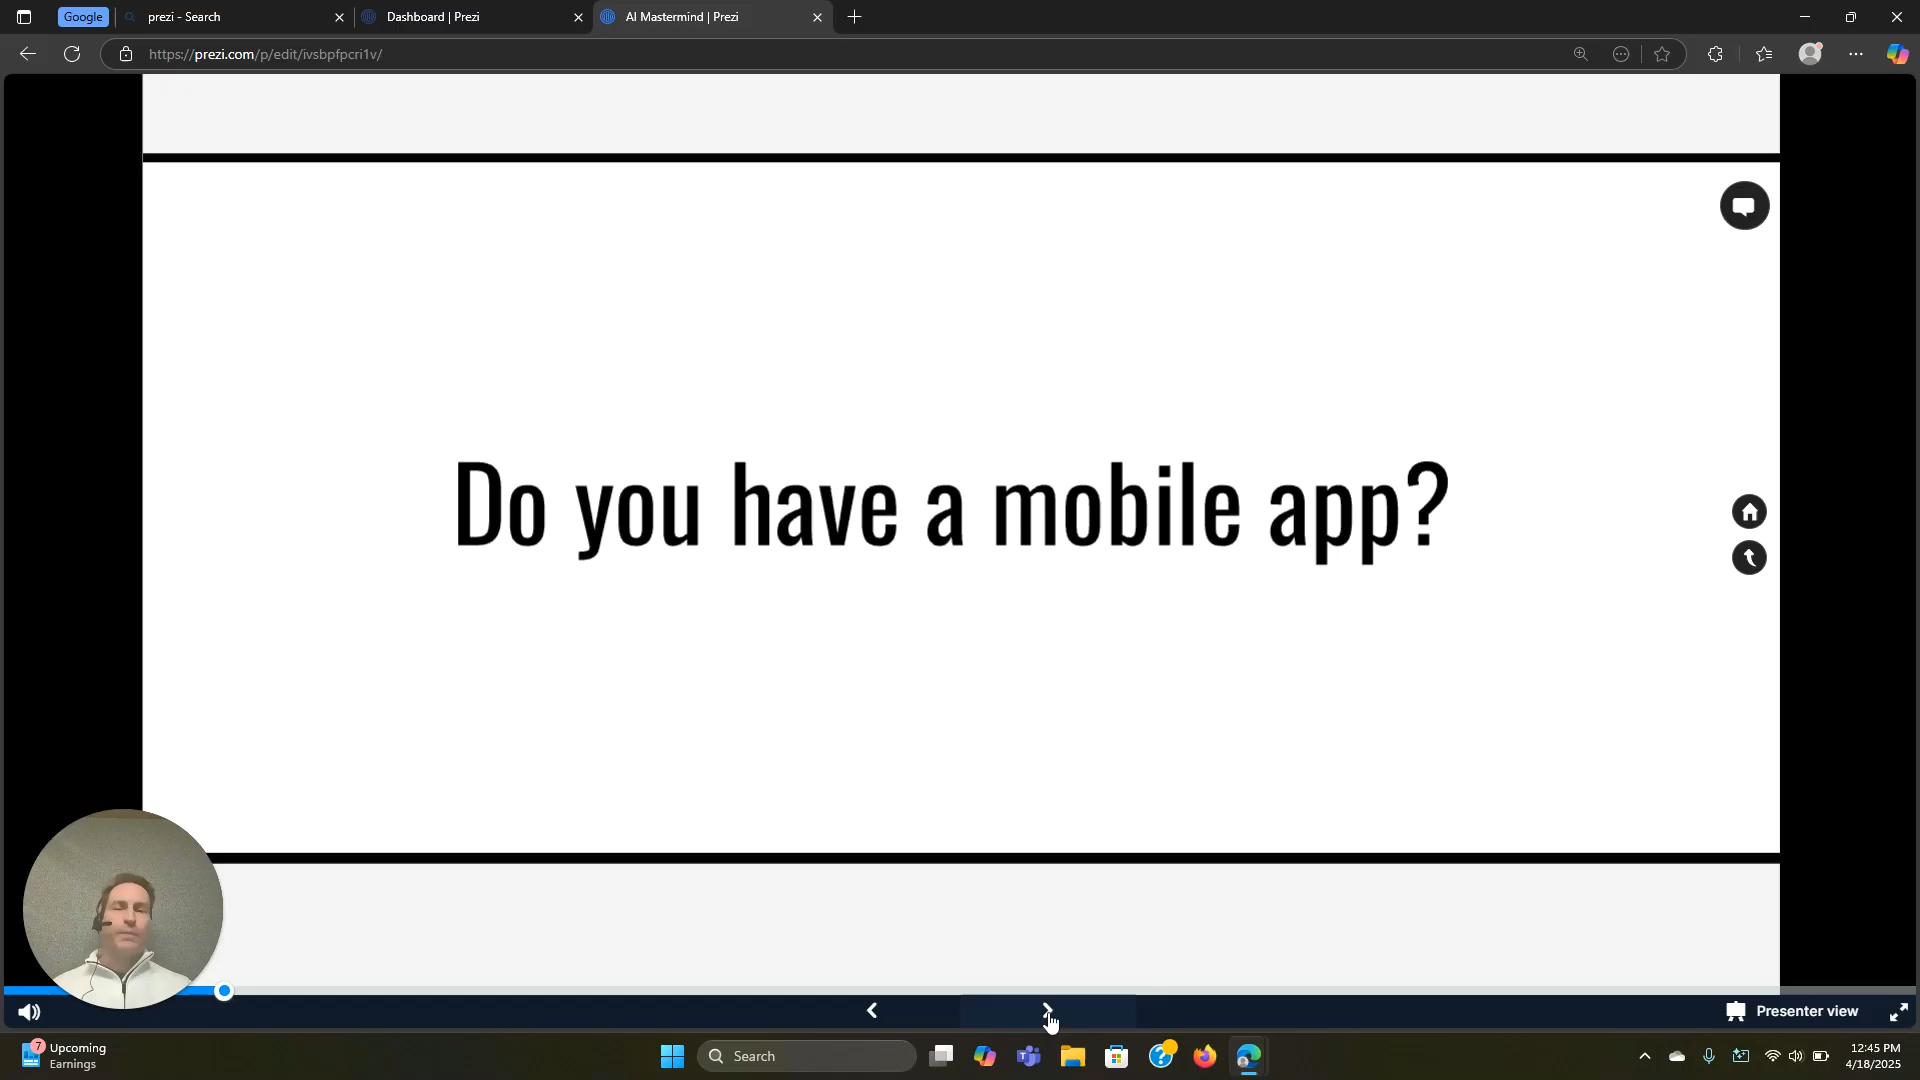 Google
prezi - Search
Dashboard | Prezi
AI Mastermind | Prezi
https://prezi.com/p/edit/ivsbpfpcri1v/
Do you have a mobile app?
Presenter view
7
Upcoming
Earnings
Search
12:45 PM
4/18/2025